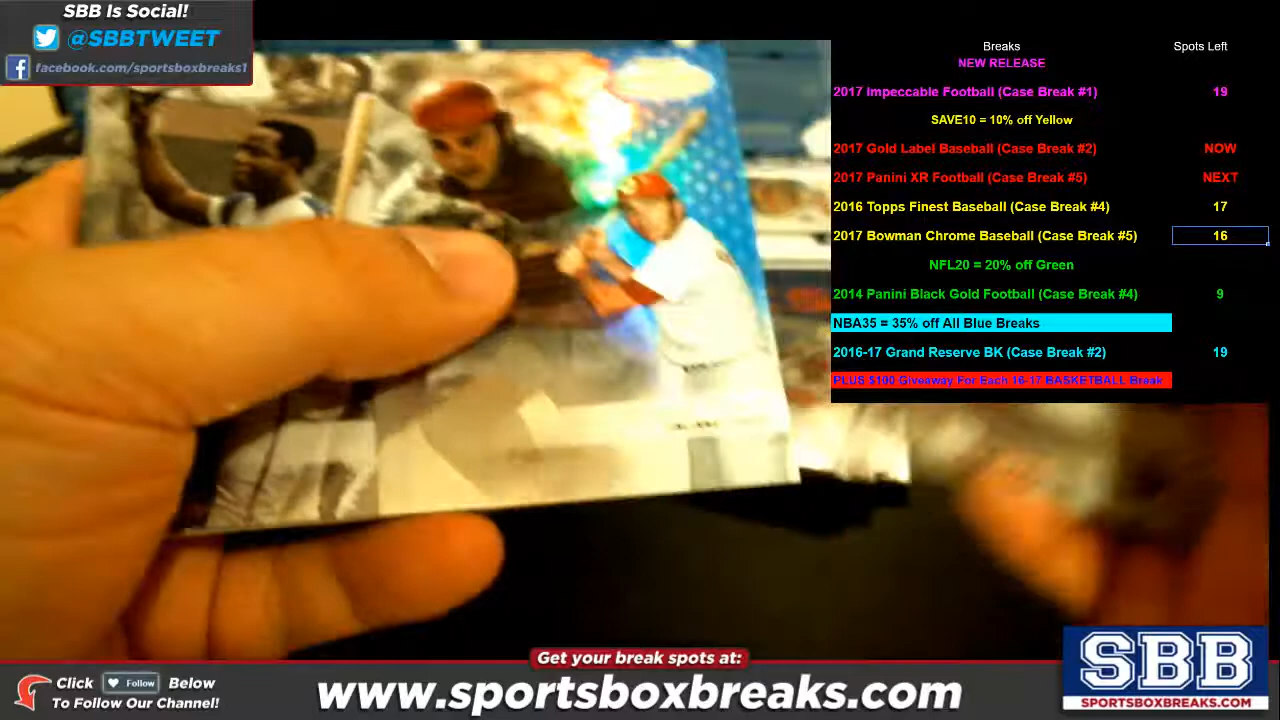 SBB Is Social!
@SBBTWEET
facebook.com/sportsboxbreaks1
Breaks Spots Left
NEW RELEASE
2017 Impeccable Football (Case Break #1) 19
SAVE10 = 10% off Yellow
2017 Gold Label Baseball (Case Break #2) NOW
2017 Panini XR Football (Case Break #5) NEXT
2016 Topps Finest Baseball (Case Break #4) 17
2017 Bowman Chrome Baseball (Case Break #5) 16
NFL20 = 20% off Green
2014 Panini Black Gold Football (Case Break #4) 9
NBA35 = 35% off All Blue Breaks
2016-17 Grand Reserve BK (Case Break #2) 19
PLUS $100 Giveaway For Each 16-17 BASKETBALL Break
Get your break spots at:
Click Follow Below
To Follow Our Channel!
www.sportsboxbreaks.com
SBB
SPORTSBOXBREAKS.COM